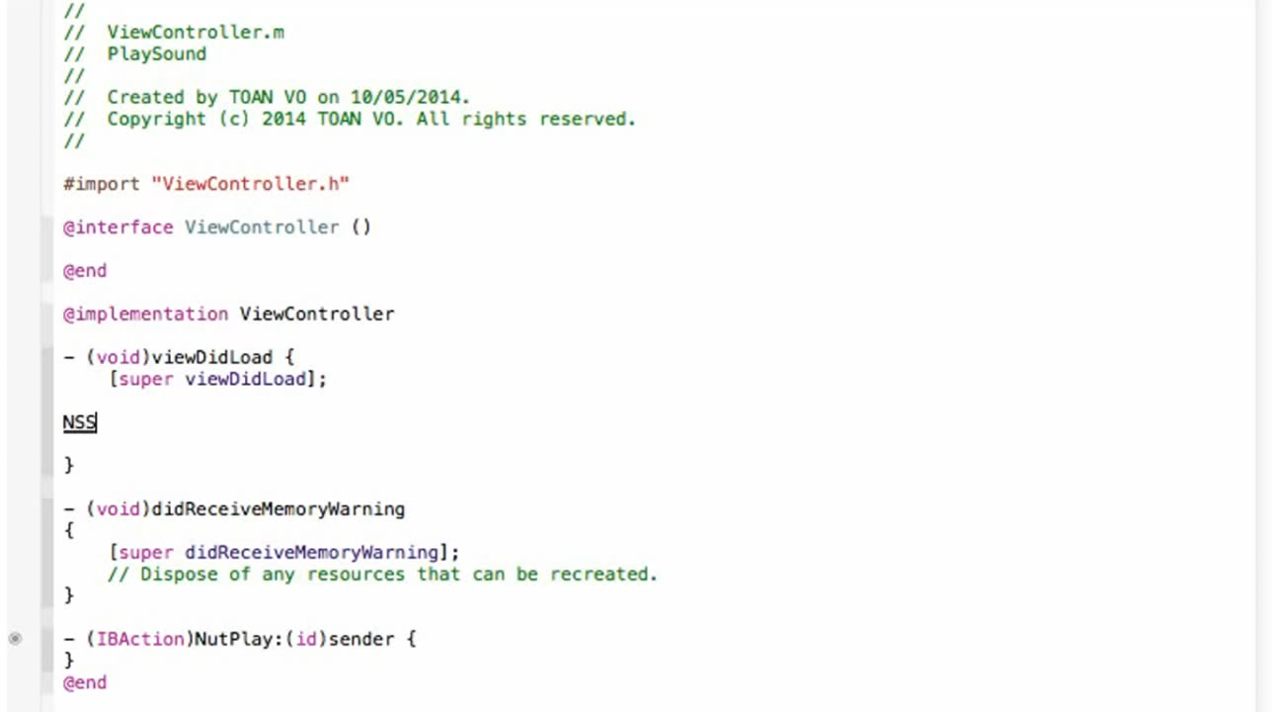 //
//  ViewController.m
//  PlaySound
//
//  Created by TOAN VO on 10/05/2014.
//  Copyright (c) 2014 TOAN VO. All rights reserved.
//
#import "ViewController.h"
@interface ViewController ()
@end
@implementation ViewController
- (void)viewDidLoad {
    [super viewDidLoad];
NSS
}
- (void)didReceiveMemoryWarning
{
    [super didReceiveMemoryWarning];
    // Dispose of any resources that can be recreated.
}
- (IBAction)NutPlay:(id)sender {
}
@end